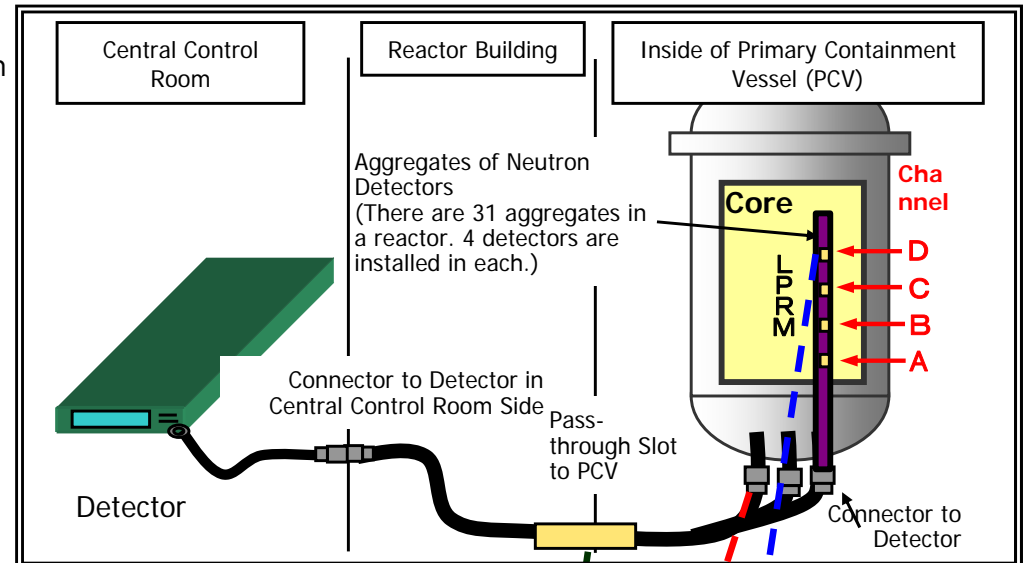 n
Central Control
Room
Reactor Building
Inside of Primary Containment
Vessel (PCV)
Aggregates of Neutron
Detectors
(There are 31 aggregates in
a reactor. 4 detectors are
installed in each.)
Core
Cha
nnel
L
P
R
M
D
C
B
A
Connector to Detector in
Central Control Room Side
Pass-
through Slot
to PCV
Detector
Connector to
Detector